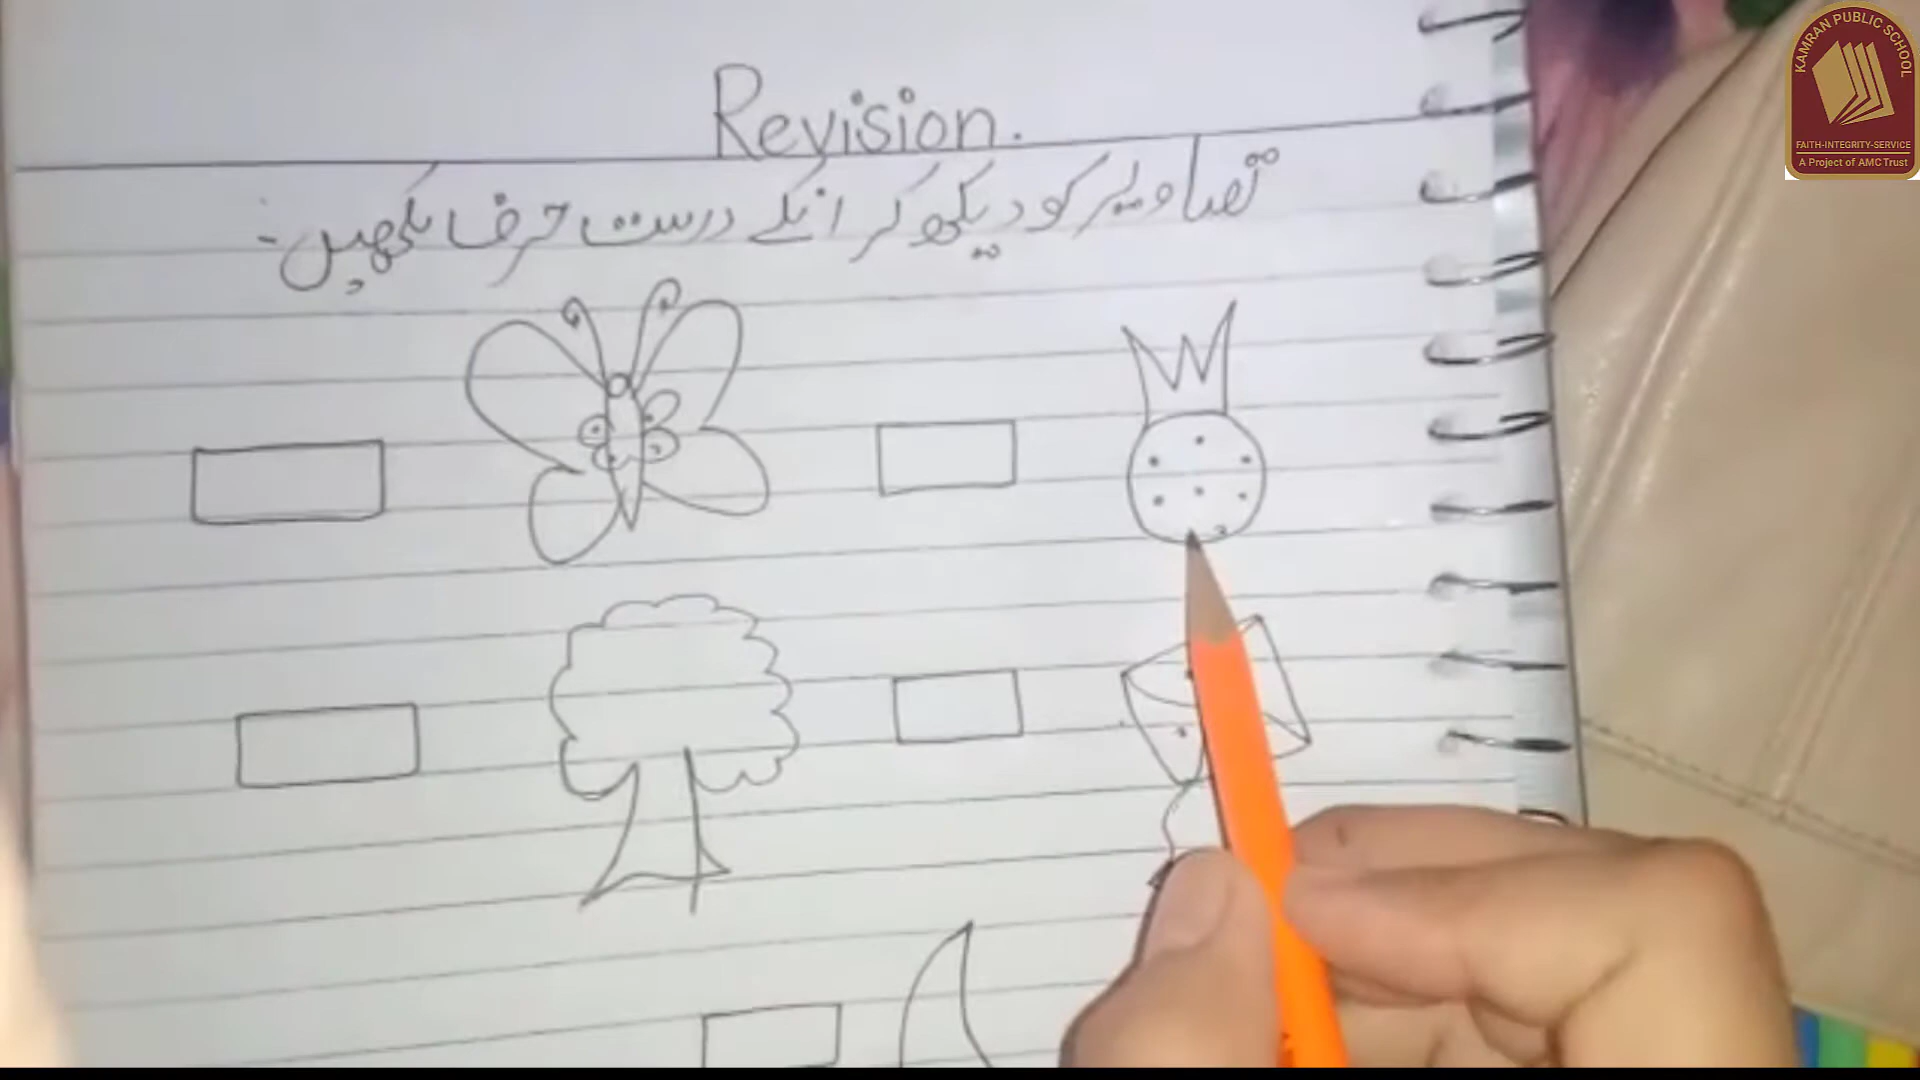 Revision.
تصاویر کو دیکھ کر انکے درست حرف لکھیں-
KAMRAN PUBLIC SCHOOL
FAITH-INTEGRITY-SERVICE
A Project of AMC Trust